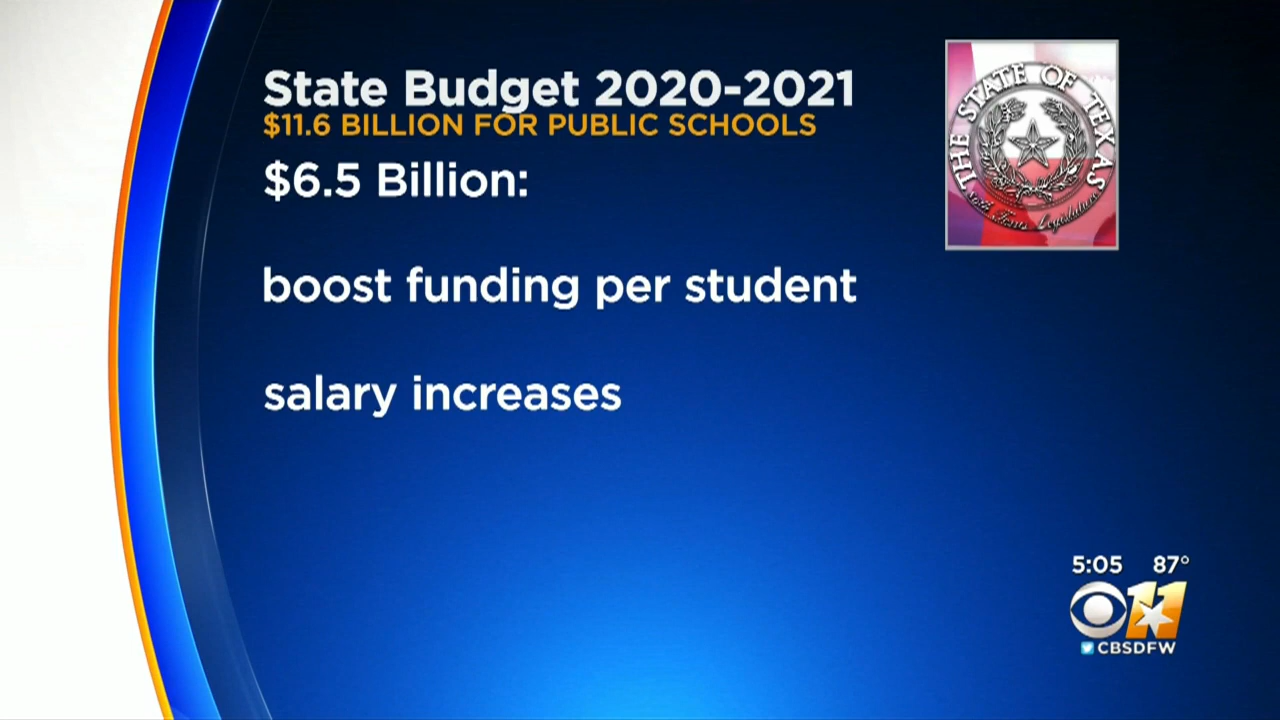 State Budget 2020-2021
$11.6 BILLION FOR PUBLIC SCHOOLS
$6.5 Billion:
boost funding per student
salary increases
THE STATE OF TEXAS
5:05 87°
11
CBSDFW